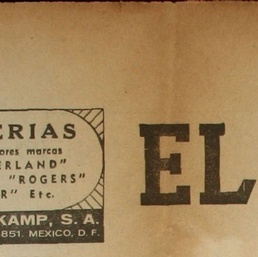 ERIAS
ores marcas
ERLAND"
"ROGERS"
R" Etc.
KAMP, S. A.
851. MEXICO, D. F.
EL